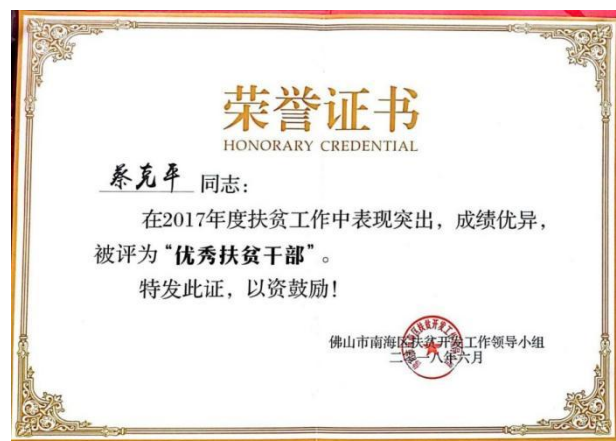 荣誉证书
HONORARY CREDENTIAL
蔡克平 同志：
在2017年度扶贫工作中表现突出，成绩优异，
被评为“优秀扶贫干部”。
特发此证，以资鼓励！
佛山市南海区扶贫开发工作领导小组
二〇一八年六月